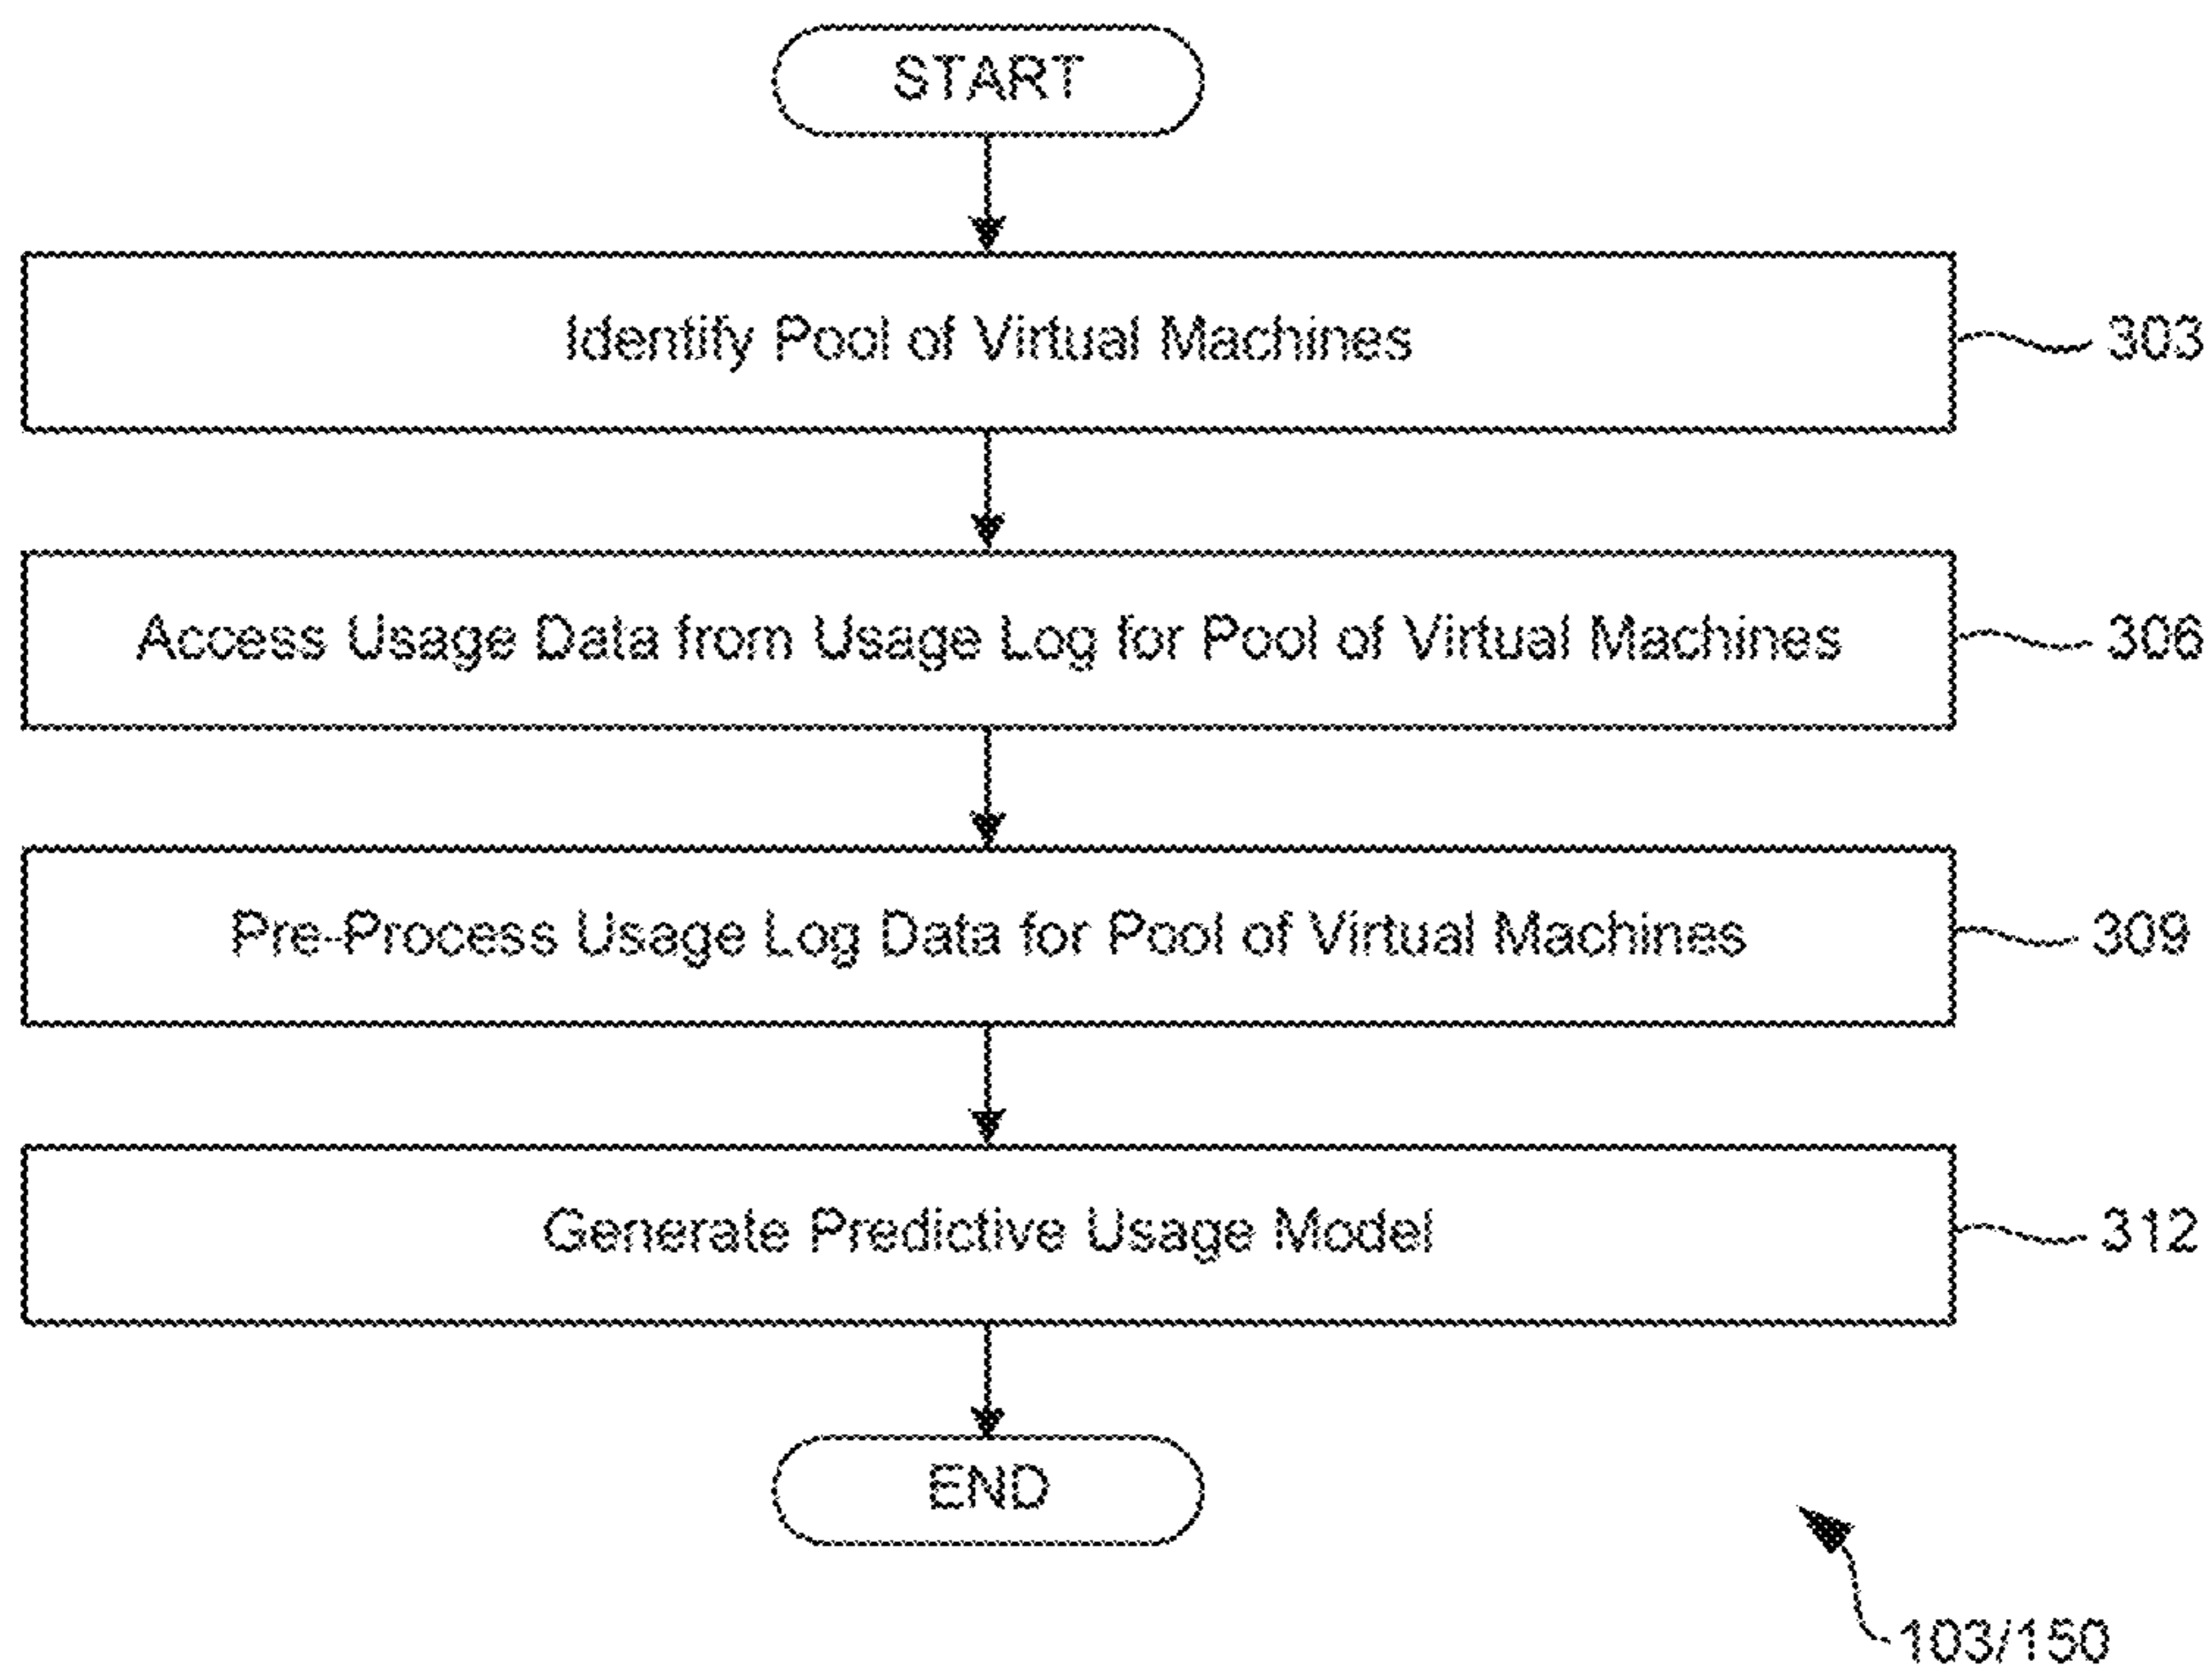 START
Identify Pool of Virtual Machines
303
Access Usage Data from Usage Log for Pool of Virtual Machines
306
Pre-Process Usage Log Data for Pool of Virtual Machines
309
Generate Predictive Usage Model
312
END
103/150